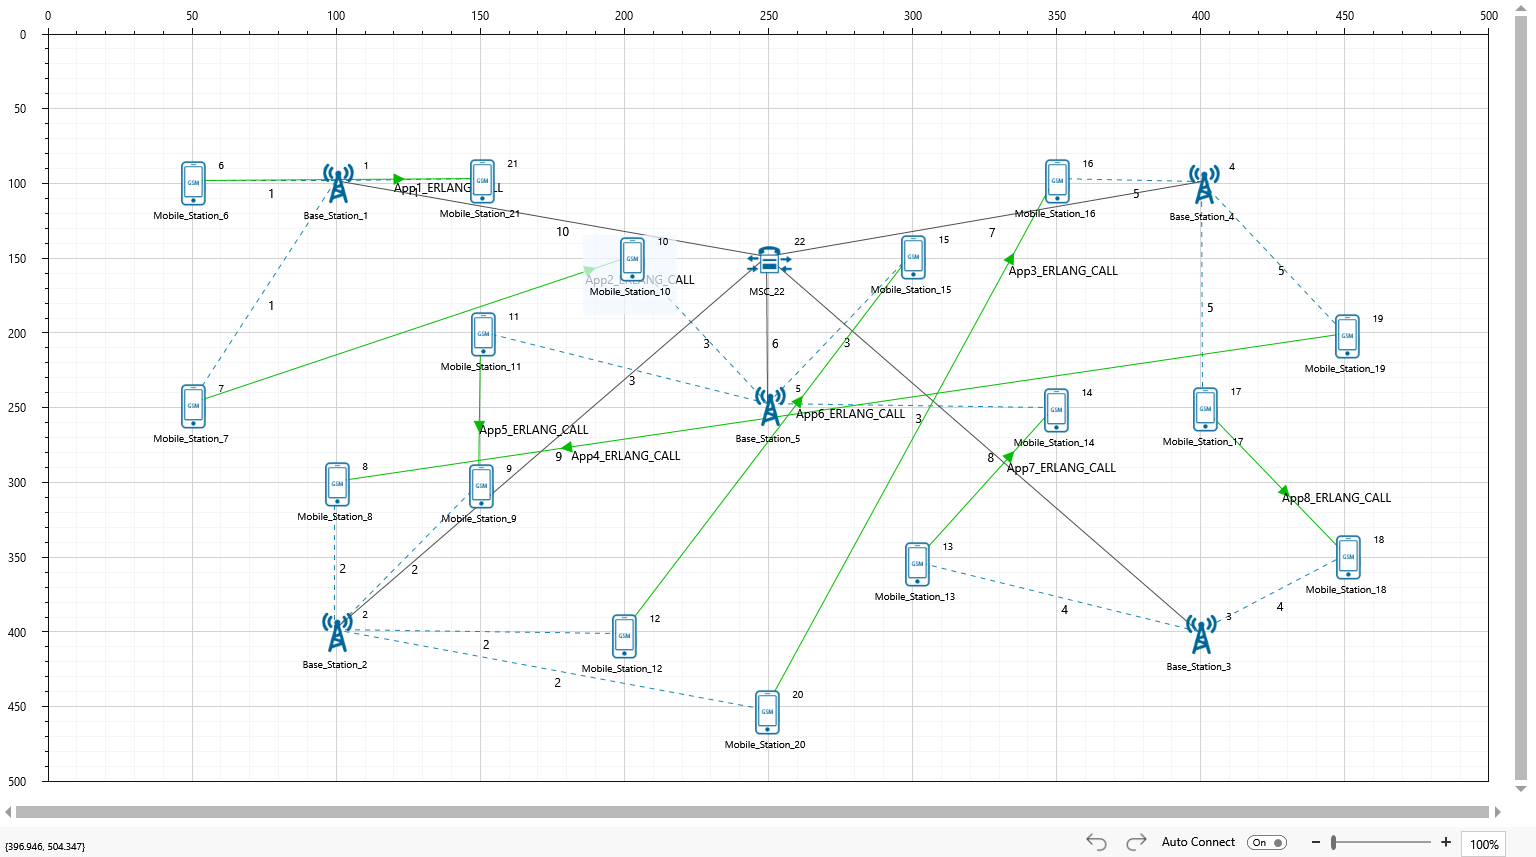 0 50 100 150 200 250 300 350 400 450 500
0
50
100
150
200
250
300
350
400
450
500
GSM 6
Mobile_Station_6
1
1
Base_Station_1
App1_ERLANG_CALL
1
GSM 21
Mobile_Station_21
10
GSM 16
Mobile_Station_16
5
4
Base_Station_4
7
GSM 10
App2_ERLANG_CALL
Mobile_Station_10
22
MSC_22
GSM 15
Mobile_Station_15
App3_ERLANG_CALL
5
1
GSM 11
Mobile_Station_11
3
3
6
3
5
GSM 19
Mobile_Station_19
GSM 7
Mobile_Station_7
5
Base_Station_5
App6_ERLANG_CALL
3
GSM 14
Mobile_Station_14
GSM 17
Mobile_Station_17
App5_ERLANG_CALL
9
App4_ERLANG_CALL
8
App7_ERLANG_CALL
GSM 8
Mobile_Station_8
GSM 9
Mobile_Station_9
App8_ERLANG_CALL
2
2
GSM 13
Mobile_Station_13
4
GSM 18
Mobile_Station_18
4
2
Base_Station_2
2
2
GSM 12
Mobile_Station_12
3
Base_Station_3
GSM 20
Mobile_Station_20
{396.946, 504.347}
Auto Connect On
100%